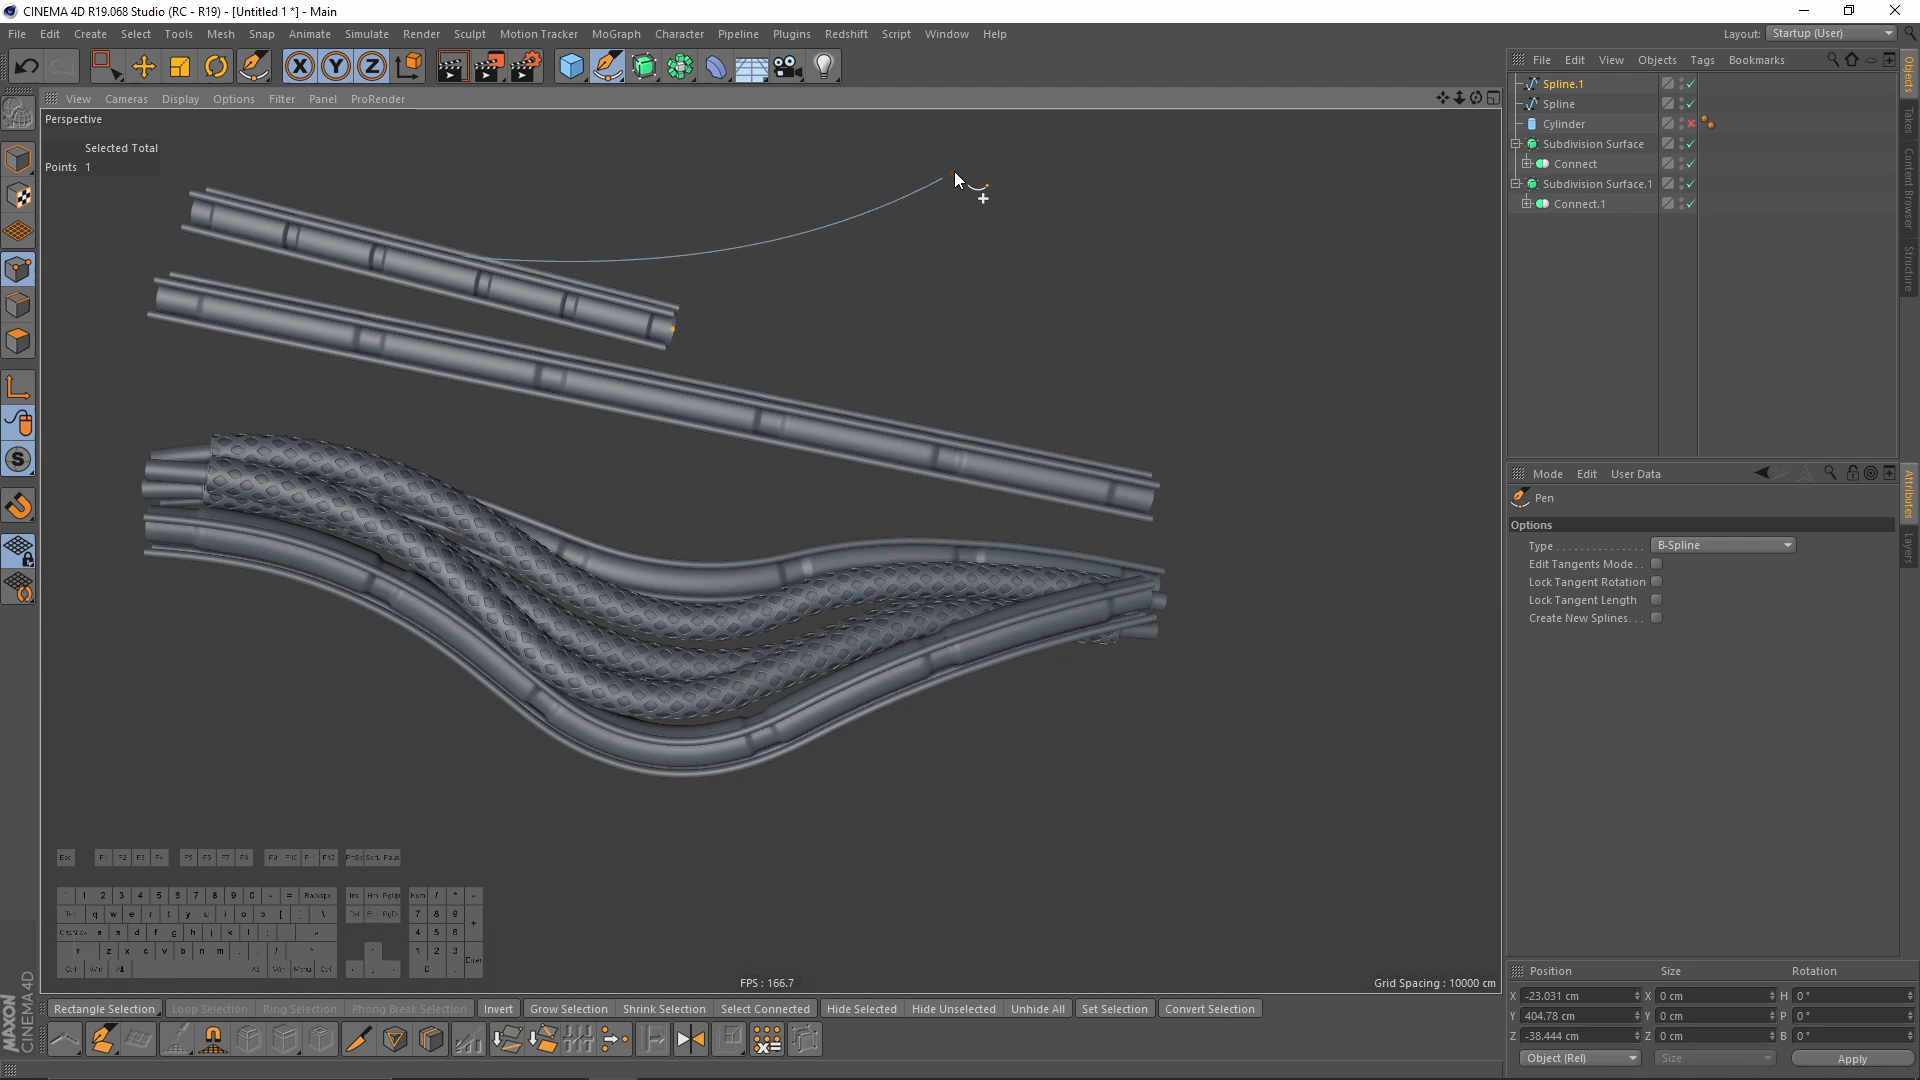 CINEMA 4D R19.068 Studio (RC - R19) - [Untitled 1 *] - Main
File Edit Create Select Tools Mesh Snap Animate Simulate Render Sculpt Motion Tracker MoGraph Character Pipeline Plugins Redshift Script Window Help
Layout: Startup (User)
X Y Z
View Cameras Display Options Filter Panel ProRender
Perspective
Selected Total
Points 1
File Edit View Objects Tags Bookmarks
Spline.1
Spline
Cylinder
Subdivision Surface
Connect
Subdivision Surface.1
Connect.1
Objects
Takes
Content Browser
Structure
Mode Edit User Data
Pen
Options
Type B-Spline
Edit Tangents Mode
Lock Tangent Rotation
Lock Tangent Length
Create New Splines
Attributes
Layers
FPS : 166.7
Grid Spacing : 10000 cm
Rectangle Selection Loop Selection Ring Selection Phong Break Selection Invert Grow Selection Shrink Selection Select Connected Hide Selected Hide Unselected Unhide All Set Selection Convert Selection
Position Size Rotation
X -23.031 cm X 0 cm H 0 °
Y 404.78 cm Y 0 cm P 0 °
Z -38.444 cm Z 0 cm B 0 °
Object (Rel) Size Apply
MAXON
CINEMA 4D